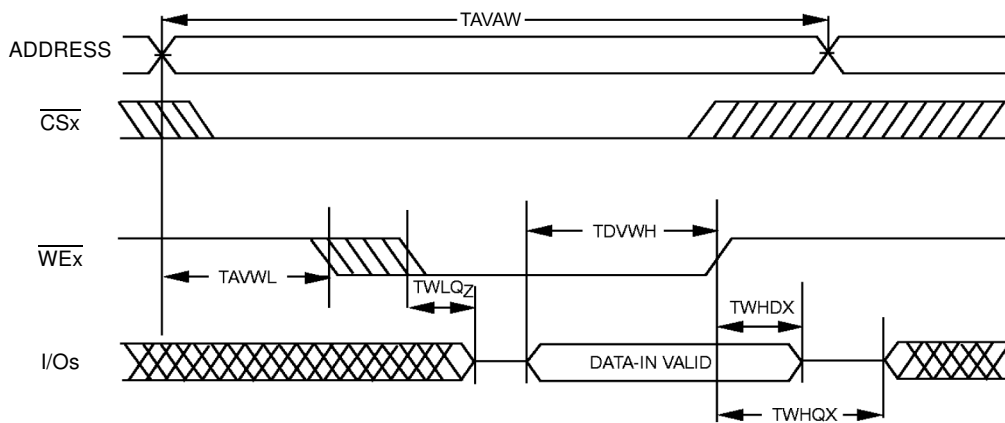 TAVAW
ADDRESS
CSx
WEx
TDVWH
TAVWL
TWLQZ
TWHDX
I/Os
DATA-IN VALID
TWHQX